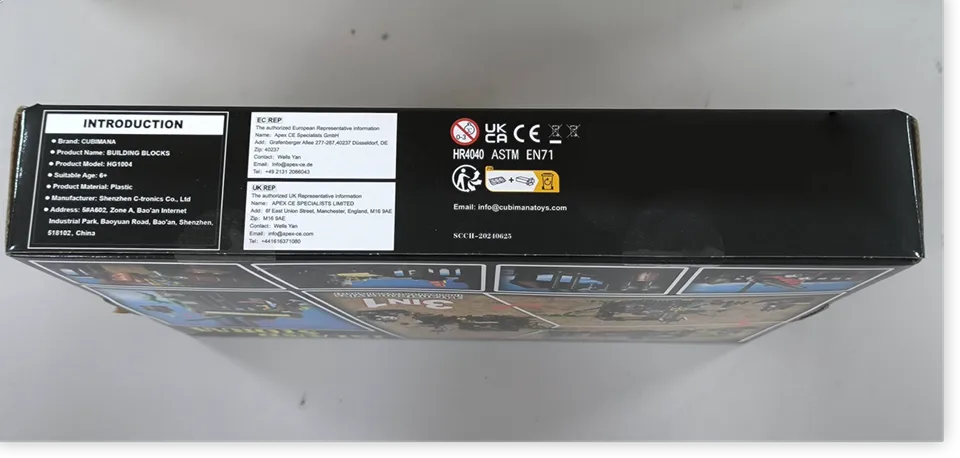 INTRODUCTION
● Brand: CUBIMANA
● Product Name: BUILDING BLOCKS
● Product Model: HG1004
● Suitable Age: 6+
● Product Material: Plastic
● Manufacturer: Shenzhen C-tronics Co., Ltd
● Address: 5#A602, Zone A, Bao'an Internet
Industrial Park, Baoyuan Road, Bao'an, Shenzhen,
518102, China
EC REP
The authorized European Representative information
Name: Apex CE Specialists GmbH
Add: Grafenberger Allee 277-287,40237 Düsseldorf, DE
Zip: 40237
Contact: Wells Yan
Email: info@apex-ce.de
Tel: +49 2131 2086043
UK REP
The authorized UK Representative information
Name: APEX CE SPECIALISTS LIMITED
Add: 6f East Union Street, Manchester, England, M16 9AE
Zip: M16 9AE
Contact: Wells Yan
Email: info@apex-ce.com
Tel: +441616371080
0-3
UK
CA
CE
HR4040 ASTM EN71
Email: info@cubimanatoys.com
SCCH-20240625
3IN1